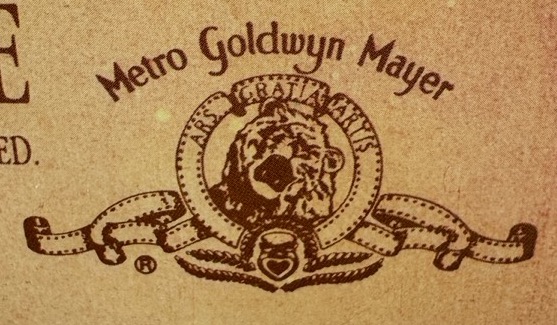 E
ED.
Metro Goldwyn Mayer
ARS GRATIA ARTIS
®